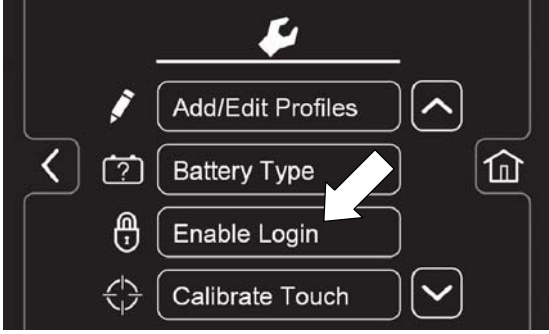 Add/Edit Profiles
Battery Type
Enable Login
Calibrate Touch